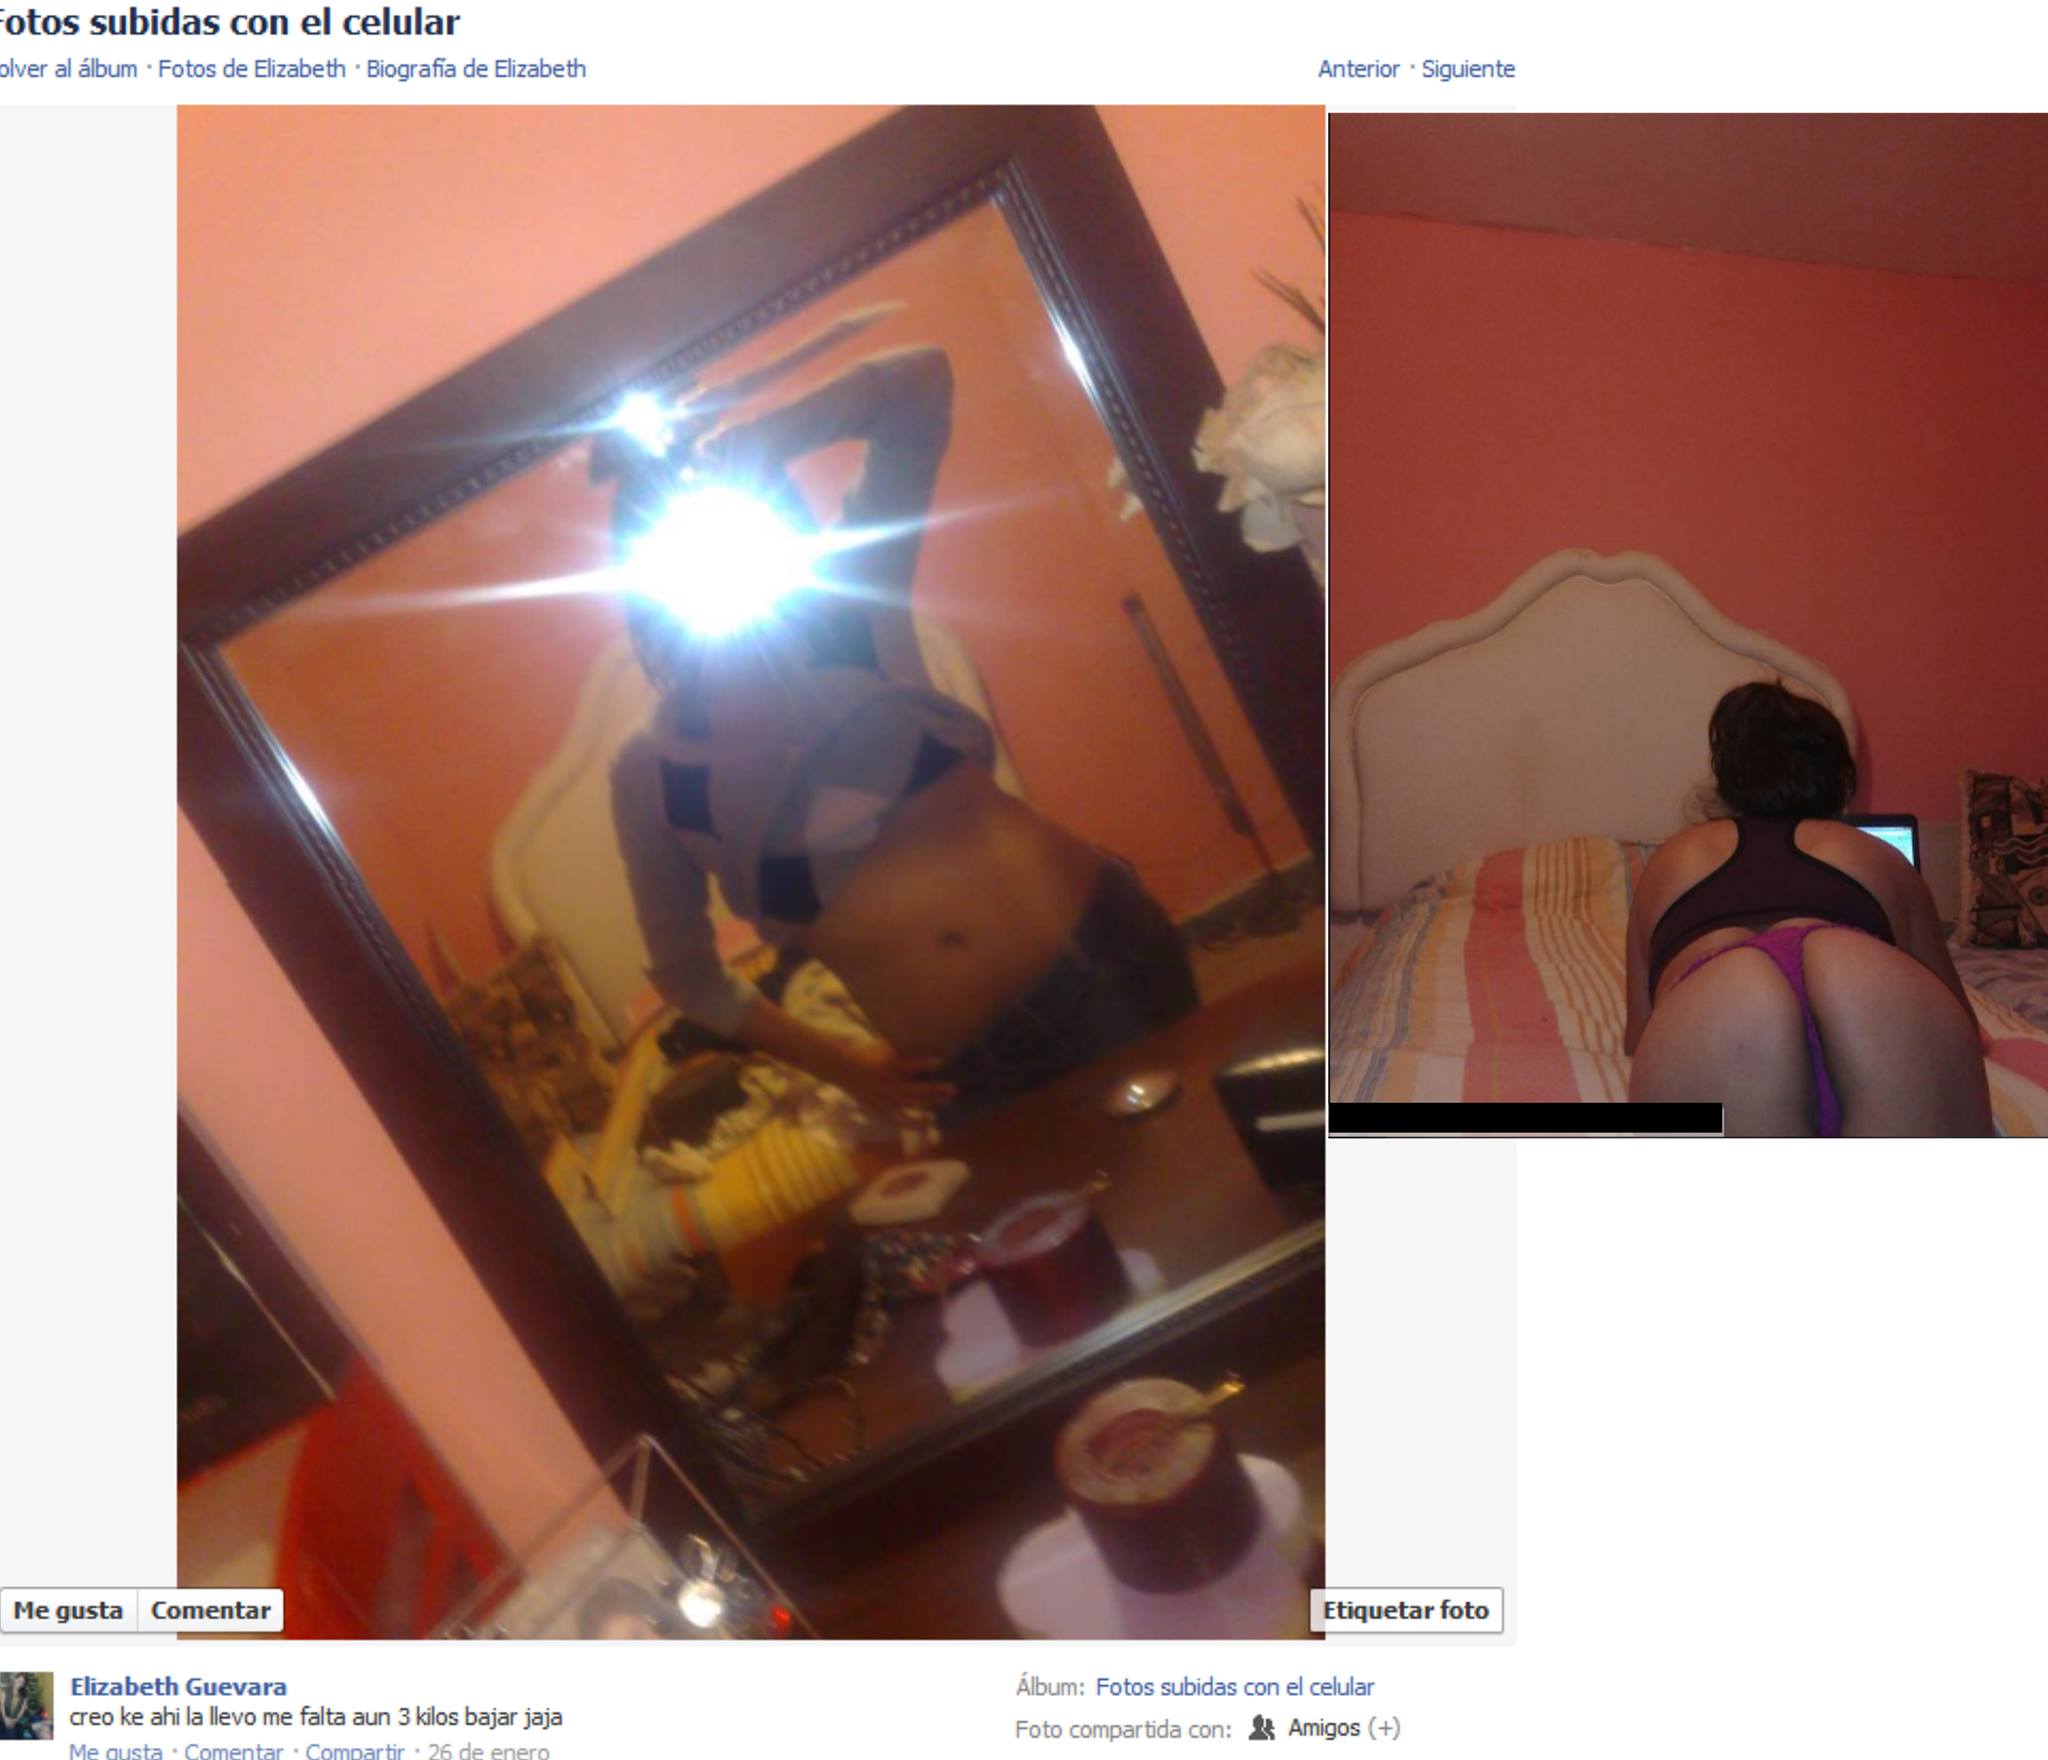 Fotos subidas con el celular
olver al álbum · Fotos de Elizabeth · Biografía de Elizabeth
Anterior · Siguiente
Me gusta Comentar
Etiquetar foto
Elizabeth Guevara
creo ke ahi la llevo me falta aun 3 kilos bajar jaja
Me gusta · Comentar · Compartir · 26 de enero
Álbum: Fotos subidas con el celular
Foto compartida con: Amigos (+)